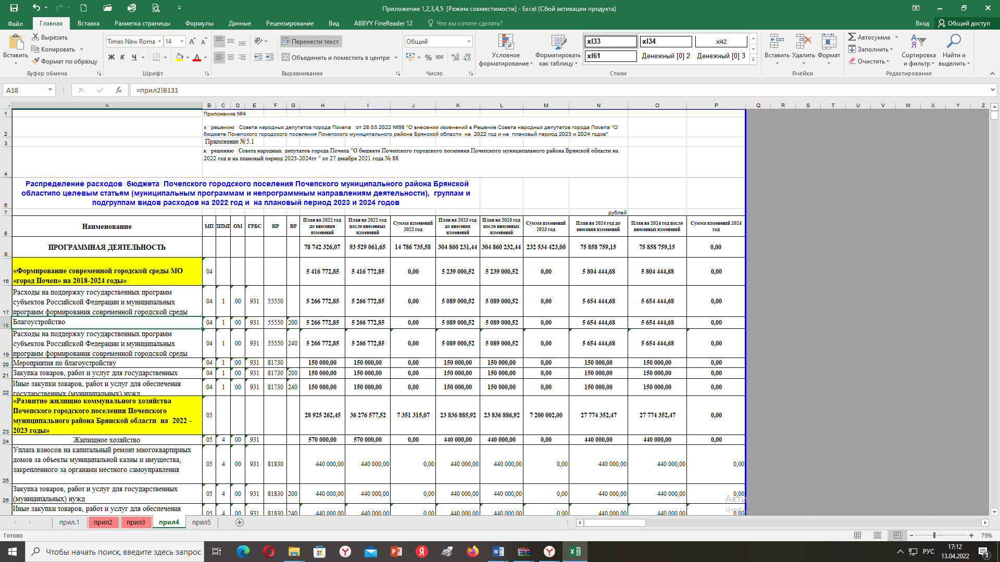 Приложение 1,2,3,4,5 [Режим совместимости] - Excel (Сбой активации продукта)
Файл Главная Вставка Разметка страницы Формулы Данные Рецензирование Вид ABBYY FineReader 12 Что вы хотите сделать? Вход Общий доступ
Вставить
Вырезать
Копировать
Формат по образцу
Буфер обмена
Times New Roma 14
Ж К Ч
Шрифт
Перенести текст
Объединить и поместить в центре
Выравнивание
Общий
% 000
Число
Условное форматирование
Форматировать как таблицу
xl33 xl34 xl42
xl61 Денежный [0] 2 Денежный [0] 3
Стили
Вставить Удалить Формат
Ячейки
Автосумма
Заполнить
Очистить
Сортировка и фильтр
Найти и выделить
Редактирование
A18 =прил2!B131
A B C D E F G H I J K L M N O P Q R S T U V W X Y Z
1 Приложение №4
2 к решению Совета народных депутатов города Почепа от 28.03.2022 №98 "О внесении изменений в Решение Совета народных депутатов города Почепа "О
бюджете Почепского городского поселения Почепского муниципального района Брянской области на 2022 год и на плановый период 2023 и 2024 годов"
3 Приложение № 5.1
4 к решению Совета народных депутатов города Почепа "О бюджете Почепского городского поселения Почепского муниципального района Брянской области на
2022 год и на плановый период 2023-2024гг " от 27 декабря 2021 года № 88
6 Распределение расходов бюджета Почепского городского поселения Почепского муниципального района Брянской
областипо целевым статьям (муниципальным программам и непрограммным направлениям деятельности), группам и
подгруппам видов расходов на 2022 год и на плановый период 2023 и 2024 годов
7 рублей
8 Наименование МП ОМ ГРБС НР ВР План на 2022 год до внесения изменений План на 2022 год после внесенных изменений Сумма изменений 2022 год План на 2023 год до внесения изменений План на 2023 год после внесенных изменений Сумма изменений 2023 год План на 2024 год до внесения изменений План на 2024 год после внесенных изменений Сумма изменений 2024 год
9 ПРОГРАММНАЯ ДЕЯТЕЛЬНОСТЬ 78 742 326,07 93 529 061,65 14 786 735,58 304 860 231,44 304 860 232,44 232 534 423,00 75 858 759,15 75 858 759,15 0,00
16 «Формирование современной городской среды МО
«город Почеп» на 2018-2024 годы» 04 5 416 772,85 5 416 772,85 0,00 5 239 000,52 5 239 000,52 0,00 5 804 444,68 5 804 444,68 0,00
17 Расходы на поддержку государственных программ
субъектов Российской Федерации и муниципальных
программ формирования современной городской среды 04 1 00 931 55550 5 266 772,85 5 266 772,85 0,00 5 089 000,52 5 089 000,52 0,00 5 654 444,68 5 654 444,68 0,00
18 Благоустройство 04 1 00 931 55550 200 5 266 772,85 5 266 772,85 0,00 5 089 000,52 5 089 000,52 0,00 5 654 444,68 5 654 444,68 0,00
19 Расходы на поддержку государственных программ
субъектов Российской Федерации и муниципальных
программ формирования современной городской среды 04 1 00 931 55550 240 5 266 772,85 5 266 772,85 0,00 5 089 000,52 5 089 000,52 0,00 5 654 444,68 5 654 444,68 0,00
20 Мероприятия по благоустройству 04 1 00 931 81730 150 000,00 150 000,00 0,00 150 000,00 150 000,00 0,00 150 000,00 150 000,00 0,00
21 Закупка товаров, работ и услуг для государственных 04 1 00 931 81730 200 150 000,00 150 000,00 0,00 150 000,00 150 000,00 0,00 150 000,00 150 000,00 0,00
22 Иные закупки товаров, работ и услуг для обеспечения
государственных (муниципальных) нужд 04 1 00 931 81730 240 150 000,00 150 000,00 0,00 150 000,00 150 000,00 0,00 150 000,00 150 000,00 0,00
23 «Развитие жилищно коммунального хозяйства
Почепского городского поселения Почепского
муниципального района Брянской области на 2022 -
2023 годы» 05 28 925 262,45 36 276 577,52 7 351 315,07 23 836 885,92 23 836 886,92 7 200 002,00 27 774 352,47 27 774 352,47 0,00
24 Жилищное хозяйство 05 4 00 931 570 000,00 570 000,00 0,00 440 000,00 440 000,00 0,00 440 000,00 440 000,00 0,00
25 Уплата взносов на капитальный ремонт многоквартирных
домов за объекты муниципальной казны и имущества,
закрепленного за органами местного самоуправления 05 4 00 931 81830 440 000,00 440 000,00 0,00 440 000,00 440 000,00 0,00 440 000,00 440 000,00 0,00
26 Закупка товаров, работ и услуг для государственных
(муниципальных) нужд 05 4 00 931 81830 200 440 000,00 440 000,00 0,00 440 000,00 440 000,00 0,00 440 000,00 440 000,00 0,00
Иные закупки товаров, работ и услуг для обеспечения 05 4 00 931 81830 240 440 000,00 440 000,00 0,00 440 000,00 440 000,00 0,00 440 000,00 440 000,00 0,00
Активация Windows
прил.1 прил2 прил3 прил4 прил5
Готово 75%
Чтобы начать поиск, введите здесь запрос
РУС 17:12
13.04.2022 3